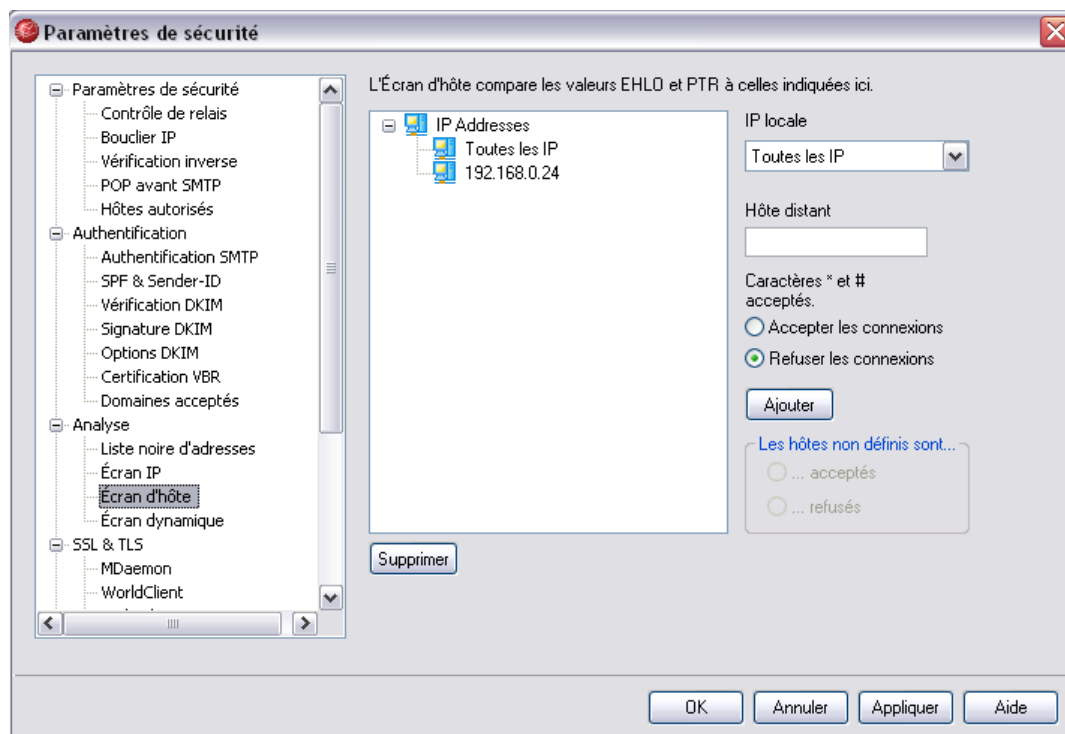 Paramètres de sécurité
Paramètres de sécurité
Contrôle de relais
Bouclier IP
Vérification inverse
POP avant SMTP
Hôtes autorisés
Authentification
Authentification SMTP
SPF & Sender-ID
Vérification DKIM
Signature DKIM
Options DKIM
Certification VBR
Domaines acceptés
Analyse
Liste noire d'adresses
Écran IP
Écran d'hôte
Écran dynamique
SSL & TLS
MDaemon
WorldClient
L'Écran d'hôte compare les valeurs EHLO et PTR à celles indiquées ici.
IP Addresses
Toutes les IP
192.168.0.24
Supprimer
IP locale
Toutes les IP
Hôte distant
Caractères * et #
acceptés.
Accepter les connexions
Refuser les connexions
Ajouter
Les hôtes non définis sont...
... acceptés
... refusés
OK
Annuler
Appliquer
Aide